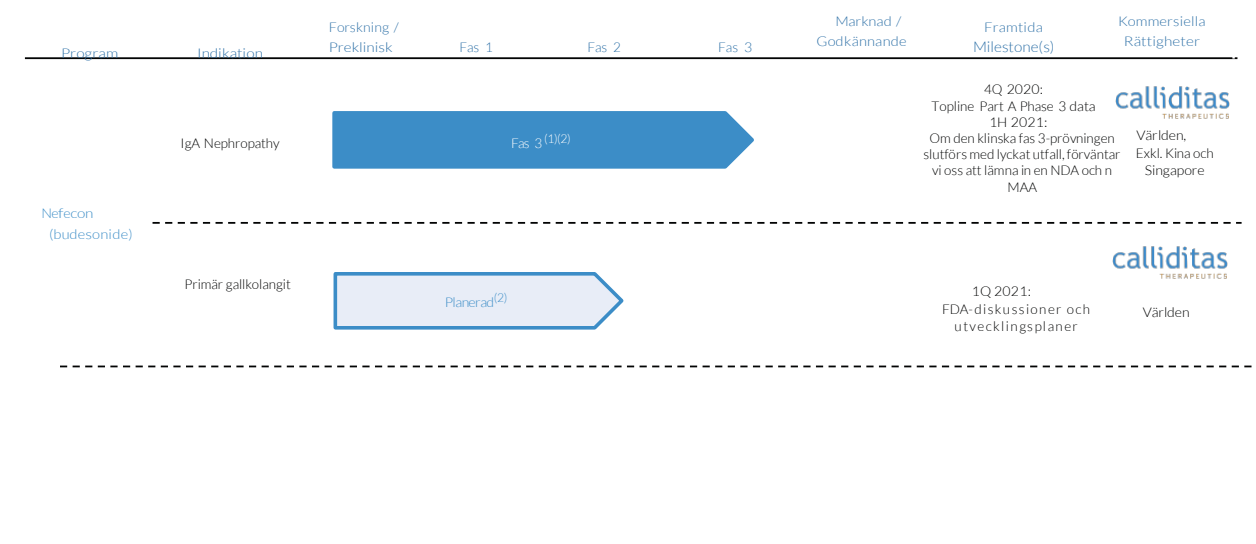 Program
Indikation
Forskning /
Preklinisk
Fas 1
Fas 2
Fas 3
Marknad /
Godkännande
Framtida
Milestone(s)
Kommersiella
Rättigheter
Nefecon
(budesonide)
IgA Nephropathy
Fas 3 (1)(2)
4Q 2020:
Topline Part A Phase 3 data
1H 2021:
Om den klinska fas 3-prövningen
slutförs med lyckat utfall, förväntar
vi oss att lämna in en NDA och n
MAA
calliditas
THERAPEUTICS
Världen,
Exkl. Kina och
Singapore
Primär gallkolangit
Planerad(2)
1Q 2021:
FDA-diskussioner och
utvecklingsplaner
calliditas
THERAPEUTICS
Världen